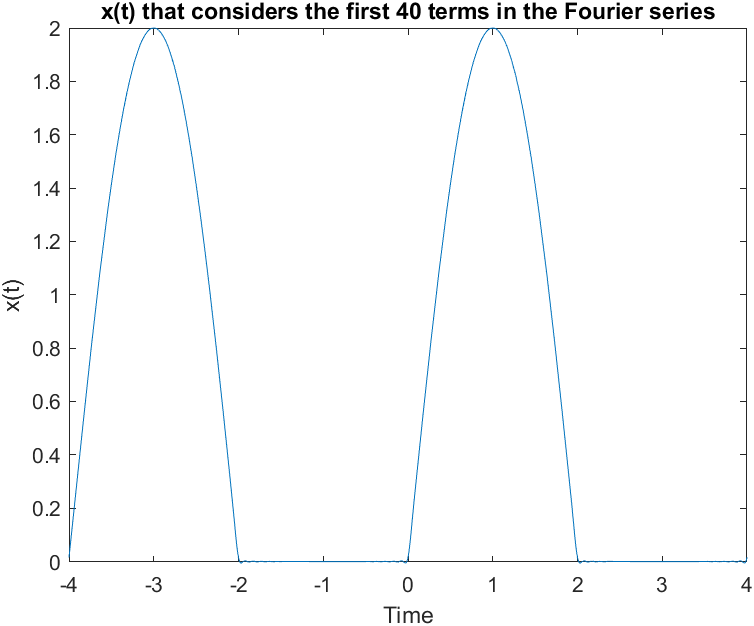 x(t) that considers the first 40 terms in the Fourier series
2
1.8
1.6
1.4
1.2
1
0.8
0.6
0.4
0.2
0
x(t)
-4 -3 -2 -1 0 1 2 3 4
Time